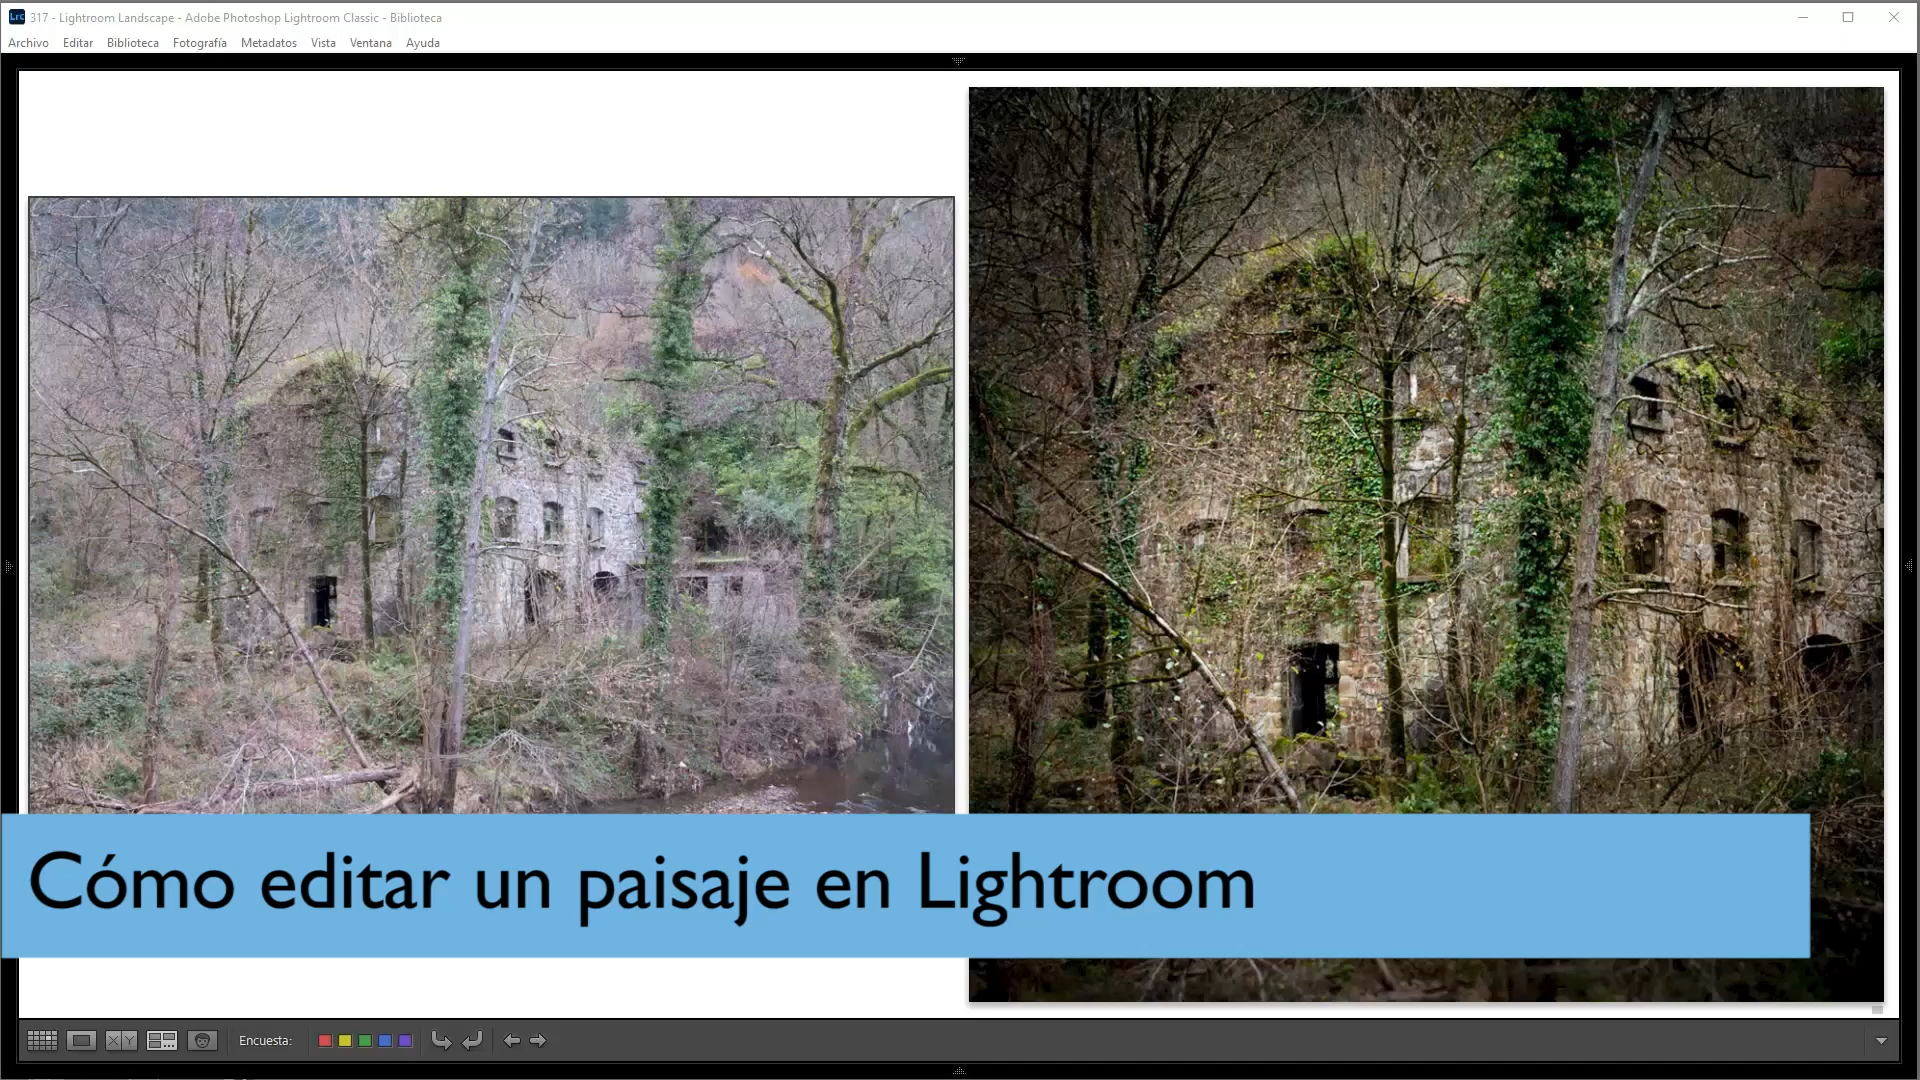 Lrc 317 - Lightroom Landscape - Adobe Photoshop Lightroom Classic - Biblioteca
Archivo Editar Biblioteca Fotografía Metadatos Vista Ventana Ayuda
Cómo editar un paisaje en Lightroom
X Y Encuesta: